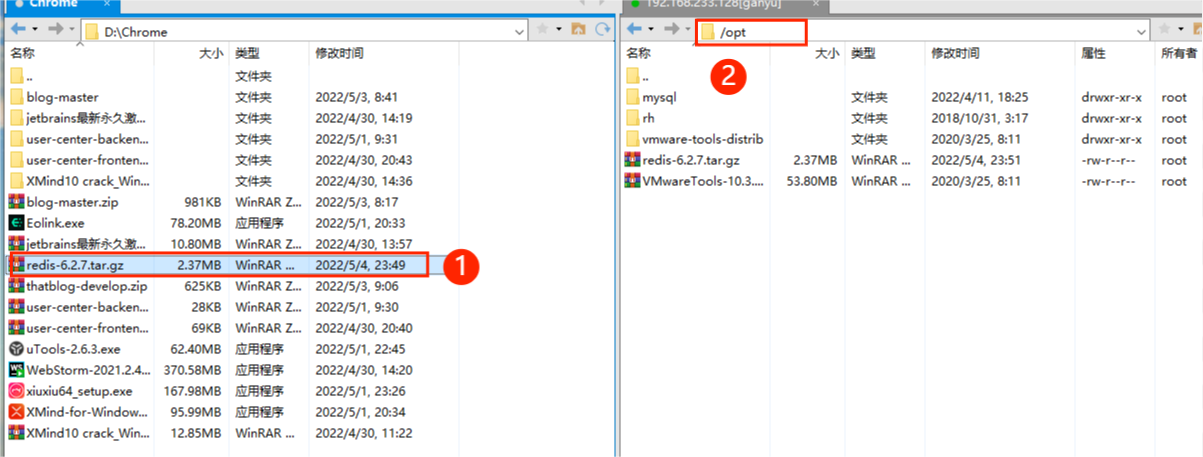 Chrome ×
D:\Chrome
名称 大小 类型 修改时间
.. 文件夹
blog-master 文件夹 2022/5/3, 8:41
jetbrains最新永久激... 文件夹 2022/4/30, 14:19
user-center-backen... 文件夹 2022/5/1, 9:31
user-center-fronten... 文件夹 2022/4/30, 20:43
XMind10 crack_Win... 文件夹 2022/4/30, 14:36
blog-master.zip 981KB WinRAR Z... 2022/5/3, 8:17
Eolink.exe 78.20MB 应用程序 2022/5/1, 20:33
jetbrains最新永久激... 10.80MB WinRAR Z... 2022/4/30, 13:57
redis-6.2.7.tar.gz 2.37MB WinRAR ... 2022/5/4, 23:49
1
thatblog-develop.zip 625KB WinRAR Z... 2022/5/3, 9:06
user-center-backen... 28KB WinRAR Z... 2022/5/1, 9:30
user-center-fronten... 69KB WinRAR Z... 2022/4/30, 20:40
uTools-2.6.3.exe 62.40MB 应用程序 2022/5/1, 22:45
WebStorm-2021.2.4... 370.58MB 应用程序 2022/4/30, 14:20
xiuxiu64_setup.exe 167.98MB 应用程序 2022/5/1, 23:26
XMind-for-Window... 95.99MB 应用程序 2022/5/1, 20:34
XMind10 crack_Win... 12.85MB WinRAR ... 2022/4/30, 11:22
192.168.233.128[ganyu] ×
/opt
名称 大小 类型 修改时间 属性 所有者
2
.. 文件夹
mysql 文件夹 2022/4/11, 18:25 drwxr-xr-x root
rh 文件夹 2018/10/31, 3:17 drwxr-xr-x root
vmware-tools-distrib 文件夹 2020/3/25, 8:11 drwxr-xr-x root
redis-6.2.7.tar.gz 2.37MB WinRAR ... 2022/5/4, 23:51 -rw-r--r-- root
VMwareTools-10.3.... 53.80MB WinRAR ... 2020/3/25, 8:11 -rw-r--r-- root